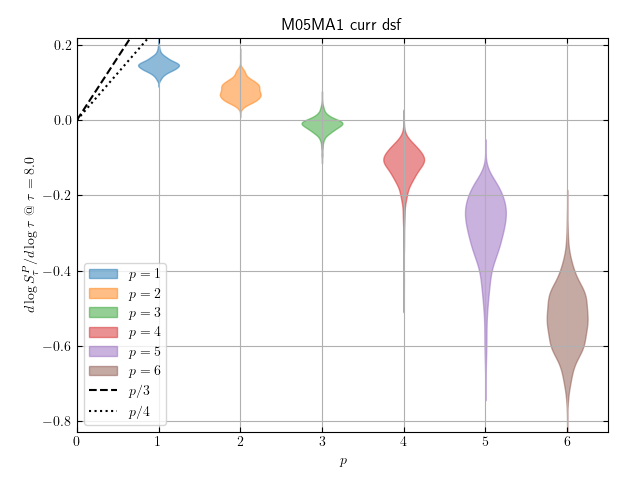 M05MA1 curr dsf
d log S_τ^P / d log τ @ τ = 8.0
0.2
0.0
−0.2
−0.4
−0.6
−0.8
p = 1
p = 2
p = 3
p = 4
p = 5
p = 6
p/3
p/4
0 1 2 3 4 5 6
p